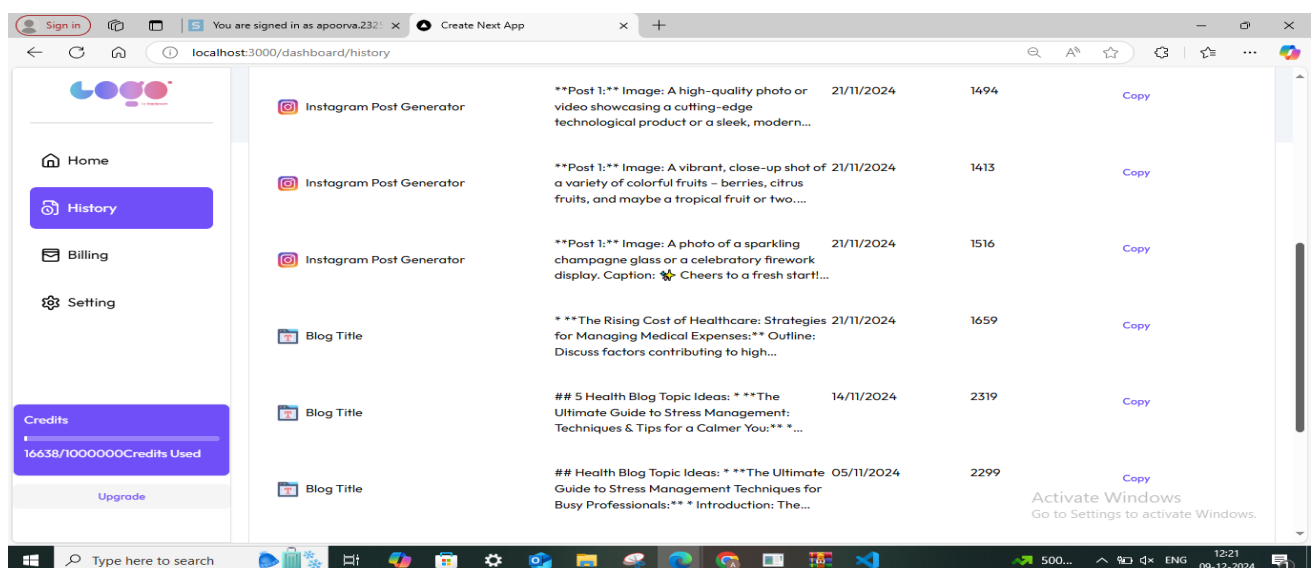 Sign in
You are signed in as apoorva.232
Create Next App
localhost:3000/dashboard/history
LOGO
Home
History
Billing
Setting
Credits
16638/1000000Credits Used
Upgrade
Instagram Post Generator
**Post 1:** Image: A high-quality photo or
video showcasing a cutting-edge
technological product or a sleek, modern...
21/11/2024
1494
Copy
Instagram Post Generator
**Post 1:** Image: A vibrant, close-up shot of
a variety of colorful fruits – berries, citrus
fruits, and maybe a tropical fruit or two....
21/11/2024
1413
Copy
Instagram Post Generator
**Post 1:** Image: A photo of a sparkling
champagne glass or a celebratory firework
display. Caption: ✨ Cheers to a fresh start!...
21/11/2024
1516
Copy
Blog Title
* **The Rising Cost of Healthcare: Strategies
for Managing Medical Expenses:** Outline:
Discuss factors contributing to high...
21/11/2024
1659
Copy
Blog Title
## 5 Health Blog Topic Ideas: * **The
Ultimate Guide to Stress Management:
Techniques & Tips for a Calmer You:** *...
14/11/2024
2319
Copy
Blog Title
## Health Blog Topic Ideas: * **The Ultimate
Guide to Stress Management Techniques for
Busy Professionals:** * Introduction: The...
05/11/2024
2299
Copy
Activate Windows
Go to Settings to activate Windows.
Type here to search
500...
ENG
12:21
09-12-2024